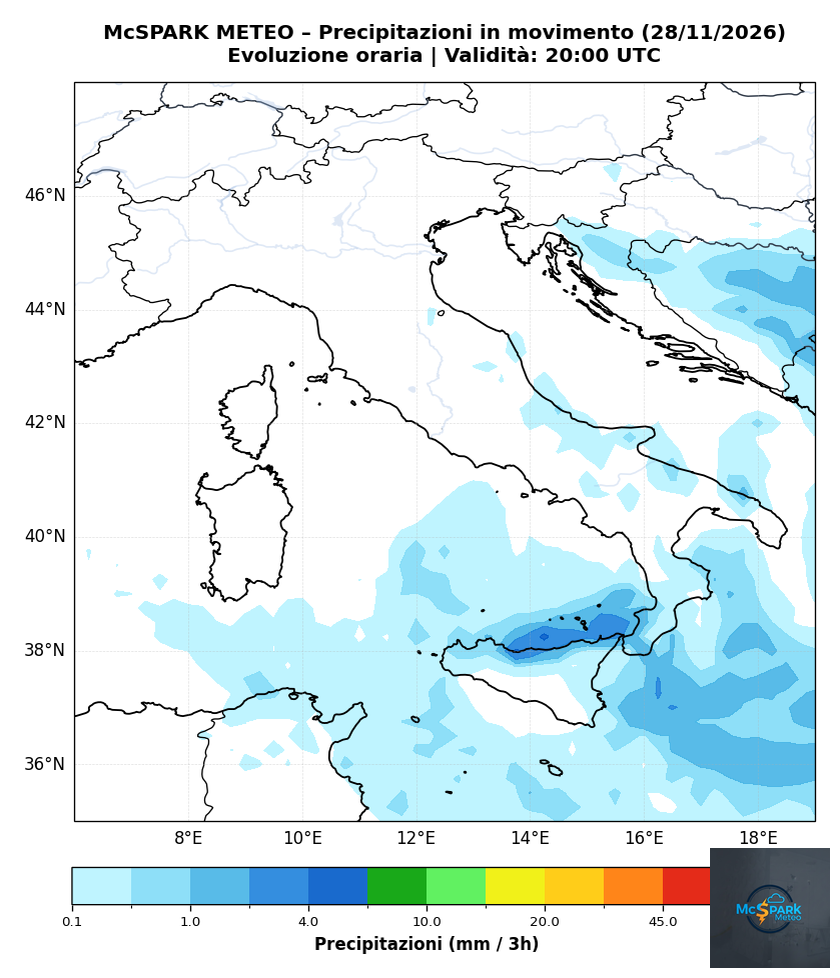 McSPARK METEO – Precipitazioni in movimento (28/11/2026)
Evoluzione oraria | Validità: 20:00 UTC
46°N
44°N
42°N
40°N
38°N
36°N
8°E 10°E 12°E 14°E 16°E 18°E
0.1 1.0 4.0 10.0 20.0 45.0
Precipitazioni (mm / 3h)
McSPARK
Meteo